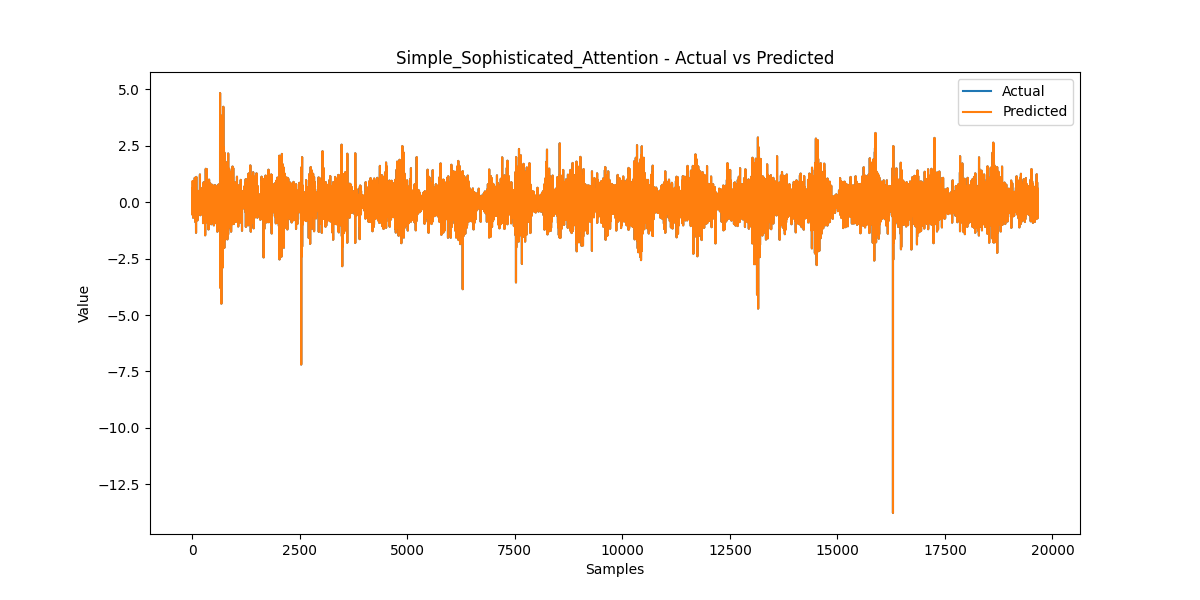 Simple_Sophisticated_Attention - Actual vs Predicted
Actual
Predicted
5.0
2.5
0.0
−2.5
−5.0
−7.5
−10.0
−12.5
Value
0 2500 5000 7500 10000 12500 15000 17500 20000
Samples